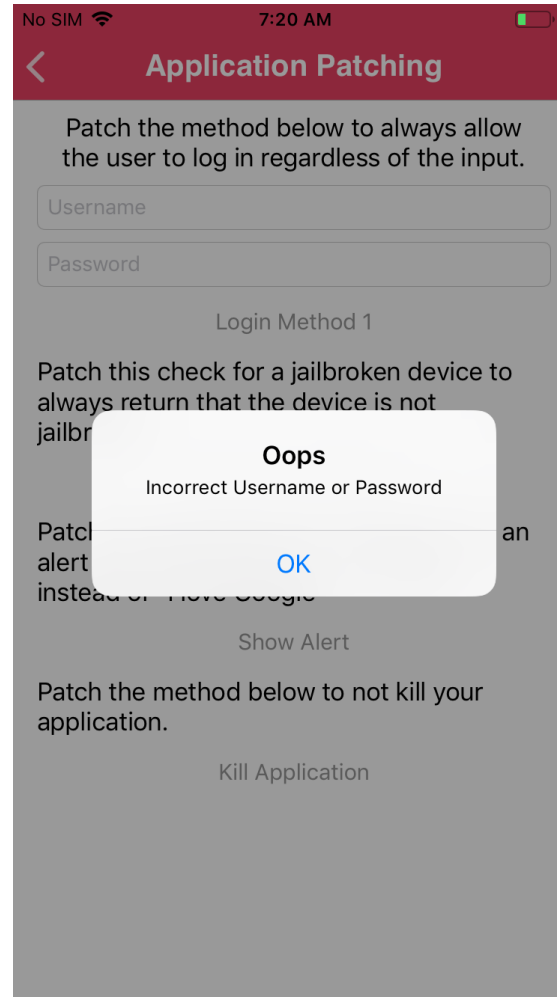 No SIM 7:20 AM
Application Patching
Patch the method below to always allow
the user to log in regardless of the input.
Username
Password
Login Method 1
Patch this check for a jailbroken device to
always return that the device is not
Oops
Incorrect Username or Password
an
alert
OK
Show Alert
Patch the method below to not kill your
application.
Kill Application